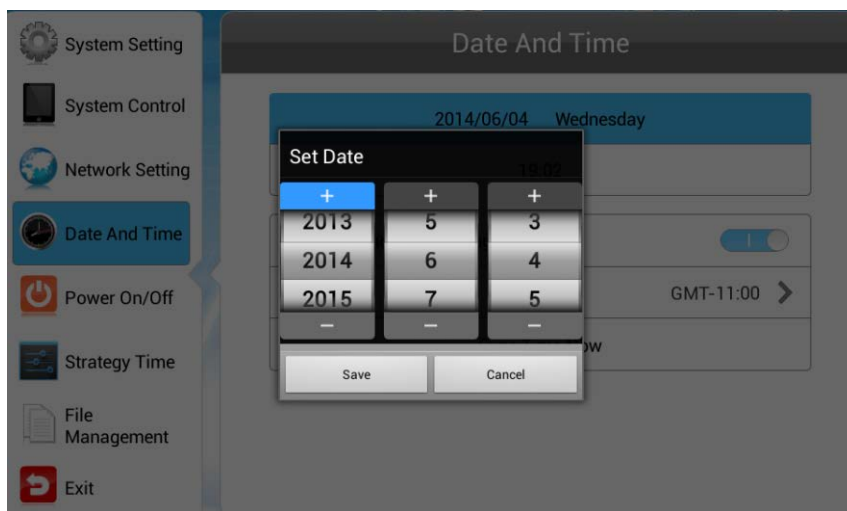 System Setting
System Control
Network Setting
Date And Time
Power On/Off
Strategy Time
File
Management
Exit
Date And Time
2014/06/04 Wednesday
19:02
Set Date
+ + +
2013 5 3
2014 6 4
2015 7 5
− − −
GMT-11:00
Save Cancel